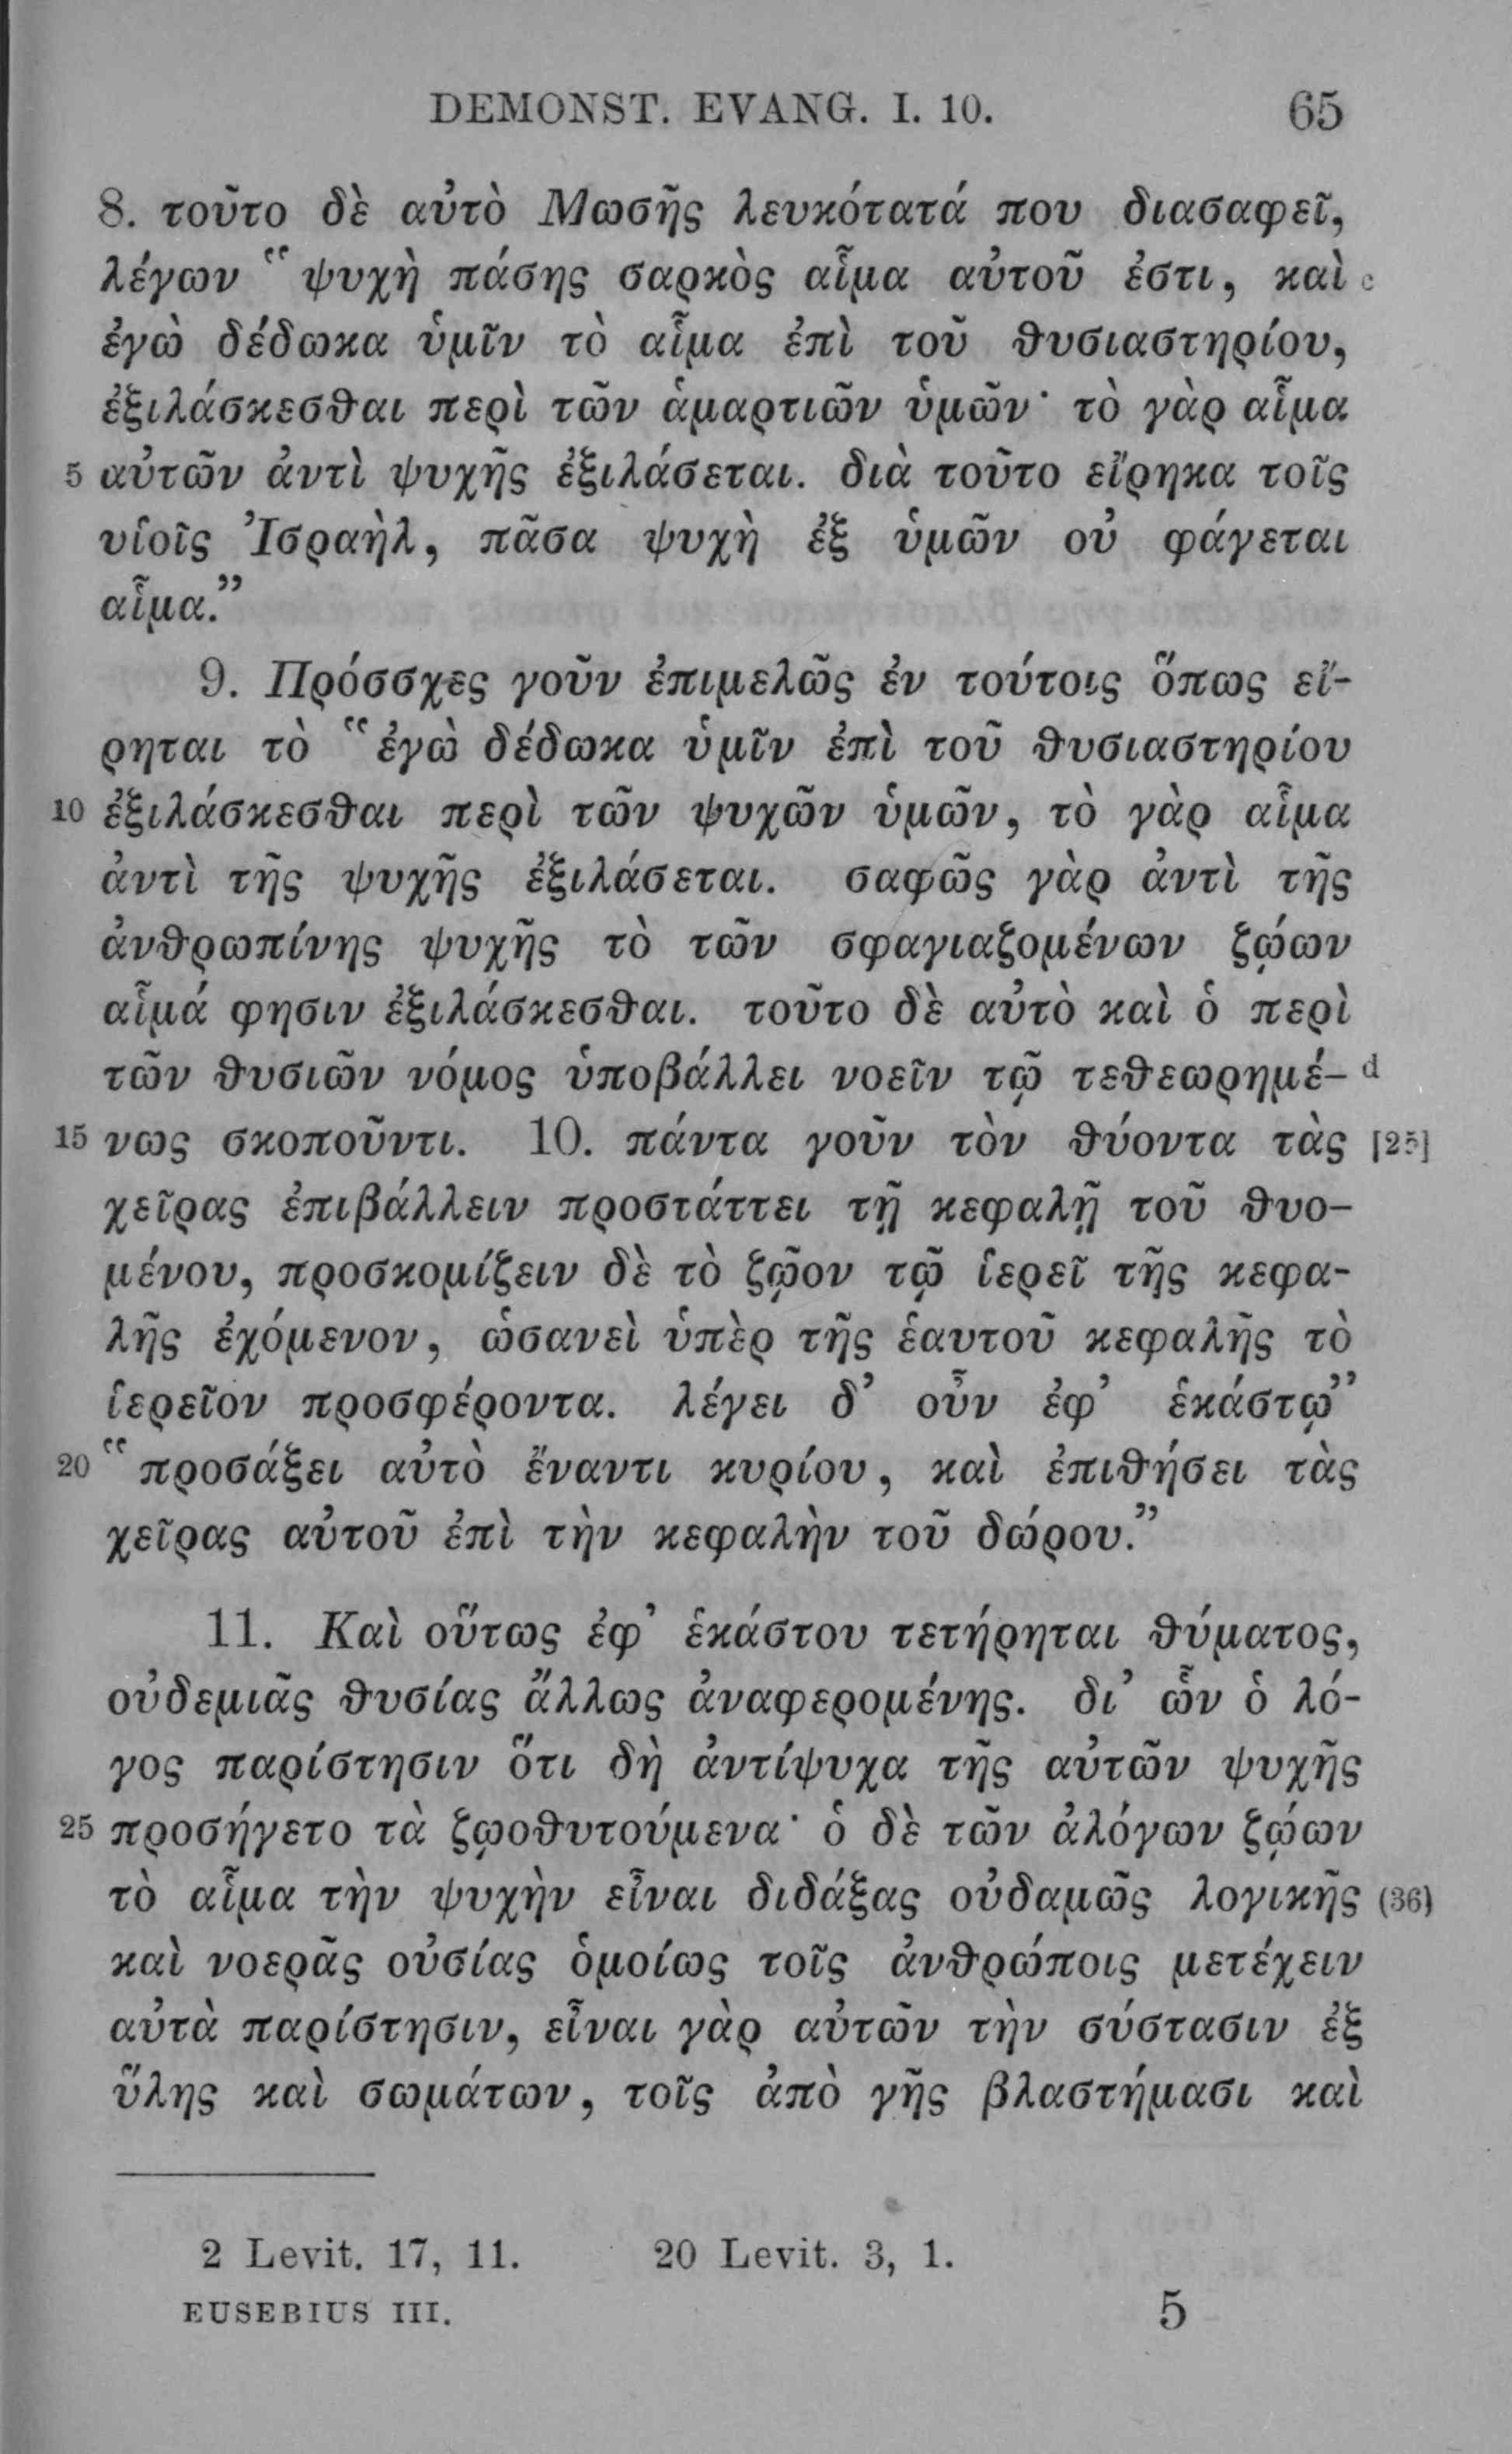 DEMONST. EVANG. I. 10. 65
8. τοῦτο δὲ αὐτὸ Μωσῆς λευκότατά που διασαφεῖ,
λέγων “ψυχὴ πάσης σαρκὸς αἷμα αὐτοῦ ἐστι, καὶ c
ἐγὼ δέδωκα ὑμῖν τὸ αἷμα ἐπὶ τοῦ θυσιαστηρίου,
ἐξιλάσκεσθαι περὶ τῶν ἁμαρτιῶν ὑμῶν· τὸ γὰρ αἷμα
5 αὐτῶν ἀντὶ ψυχῆς ἐξιλάσεται. διὰ τοῦτο εἴρηκα τοῖς
υἱοῖς Ἰσραὴλ, πᾶσα ψυχὴ ἐξ ὑμῶν οὐ φάγεται
αἷμα.”
9. Πρόσσχες γοῦν ἐπιμελῶς ἐν τούτοις ὅπως εἴ-
ρηται τὸ “ἐγὼ δέδωκα ὑμῖν ἐπὶ τοῦ θυσιαστηρίου
10 ἐξιλάσκεσθαι περὶ τῶν ψυχῶν ὑμῶν, τὸ γὰρ αἷμα
ἀντὶ τῆς ψυχῆς ἐξιλάσεται. σαφῶς γὰρ ἀντὶ τῆς
ἀνθρωπίνης ψυχῆς τὸ τῶν σφαγιαζομένων ζώων
αἷμά φησιν ἐξιλάσκεσθαι. τοῦτο δὲ αὐτὸ καὶ ὁ περὶ
τῶν θυσιῶν νόμος ὑποβάλλει νοεῖν τῷ τεθεωρημέ- d
15 νως σκοποῦντι. 10. πάντα γοῦν τὸν θύοντα τὰς [25]
χεῖρας ἐπιβάλλειν προστάττει τῇ κεφαλῇ τοῦ θυο-
μένου, προσκομίζειν δὲ τὸ ζῷον τῷ ἱερεῖ τῆς κεφα-
λῆς ἐχόμενον, ὡσανεὶ ὑπὲρ τῆς ἑαυτοῦ κεφαλῆς τὸ
ἱερεῖον προσφέροντα. λέγει δ’ οὖν ἐφ’ ἑκάστῳ”
20 “προσάξει αὐτὸ ἔναντι κυρίου, καὶ ἐπιθήσει τὰς
χεῖρας αὐτοῦ ἐπὶ τὴν κεφαλὴν τοῦ δώρου.”
11. Καὶ οὕτως ἐφ’ ἑκάστου τετήρηται θύματος,
οὐδεμιᾶς θυσίας ἄλλως ἀναφερομένης. δι’ ὧν ὁ λό-
γος παρίστησιν ὅτι δὴ ἀντίψυχα τῆς αὐτῶν ψυχῆς
25 προσήγετο τὰ ζῳοθυτούμενα· ὁ δὲ τῶν ἀλόγων ζῴων
τὸ αἷμα τὴν ψυχὴν εἶναι διδάξας οὐδαμῶς λογικῆς (36)
καὶ νοερᾶς οὐσίας ὁμοίως τοῖς ἀνθρώποις μετέχειν
αὐτὰ παρίστησιν, εἶναι γὰρ αὐτῶν τὴν σύστασιν ἐξ
ὕλης καὶ σωμάτων, τοῖς ἀπὸ γῆς βλαστήμασι καὶ
2 Levit. 17, 11. 20 Levit. 3, 1.
EUSEBIUS III. 5